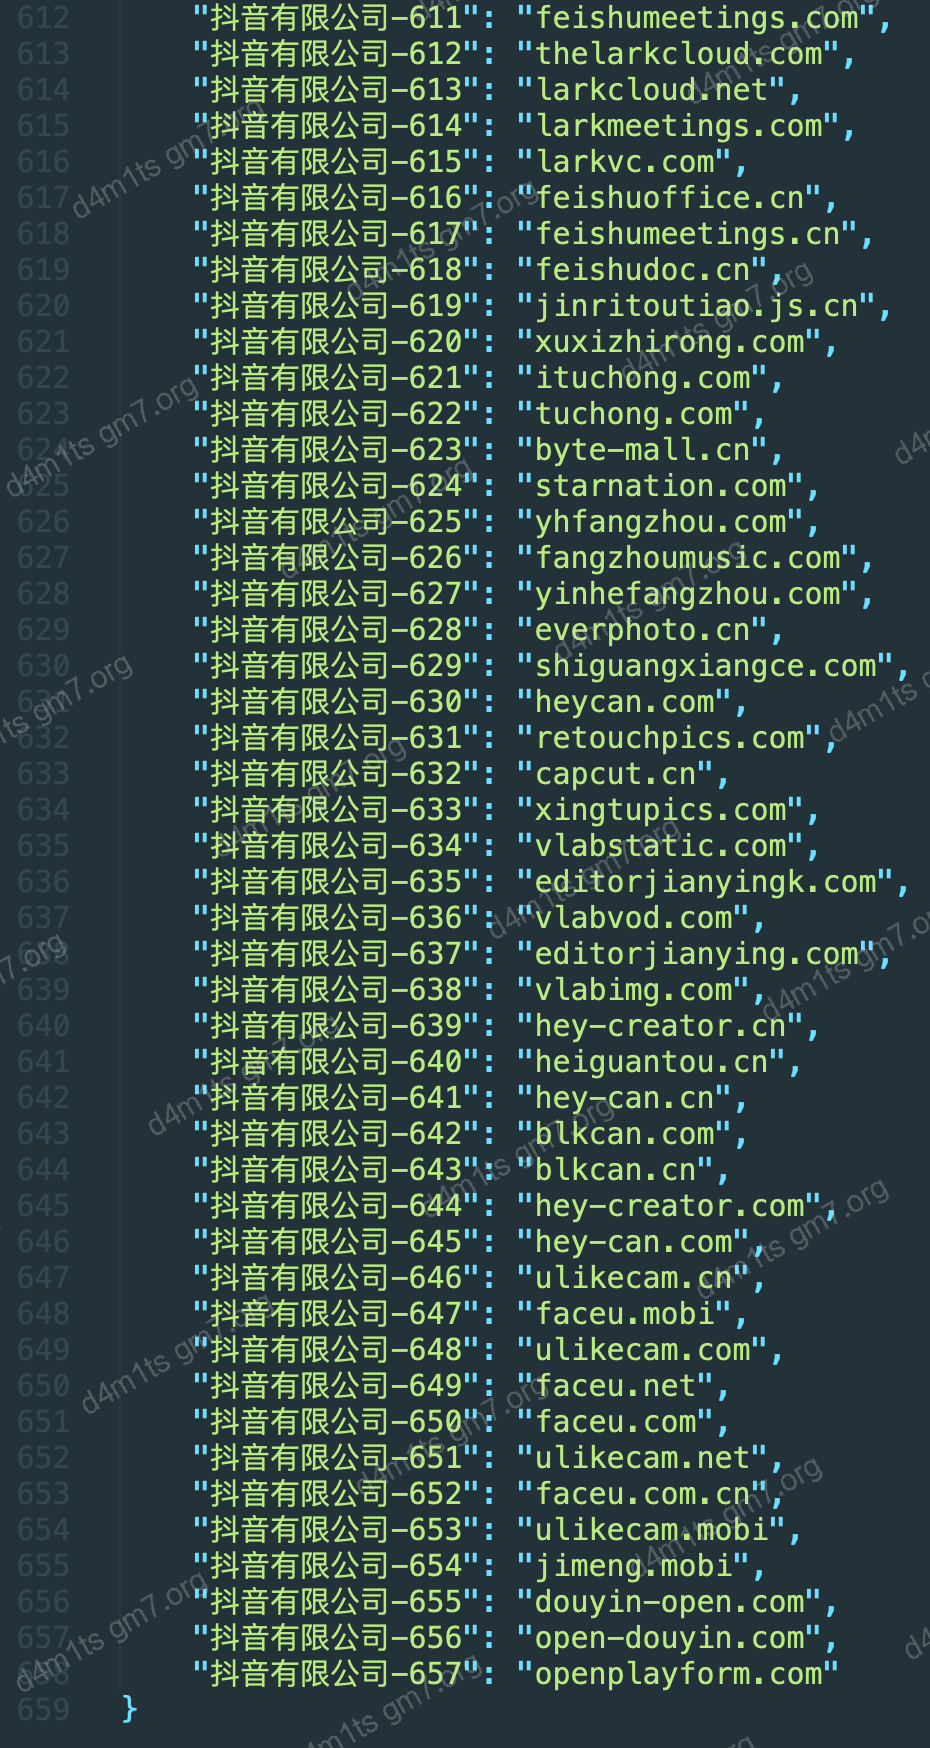 612 "抖音有限公司-611": "feishumeetings.com",
613 "抖音有限公司-612": "thelarkcloud.com",
614 "抖音有限公司-613": "larkcloud.net",
615 "抖音有限公司-614": "larkmeetings.com",
616 "抖音有限公司-615": "larkvc.com",
617 "抖音有限公司-616": "feishuoffice.cn",
618 "抖音有限公司-617": "feishumeetings.cn",
619 "抖音有限公司-618": "feishudoc.cn",
620 "抖音有限公司-619": "jinritoutiao.js.cn",
621 "抖音有限公司-620": "xuxizhirong.com",
622 "抖音有限公司-621": "ituchong.com",
623 "抖音有限公司-622": "tuchong.com",
624 "抖音有限公司-623": "byte-mall.cn",
625 "抖音有限公司-624": "starnation.com",
626 "抖音有限公司-625": "yhfangzhou.com",
627 "抖音有限公司-626": "fangzhoumusic.com",
628 "抖音有限公司-627": "yinhefangzhou.com",
629 "抖音有限公司-628": "everphoto.cn",
630 "抖音有限公司-629": "shiguangxiangce.com",
631 "抖音有限公司-630": "heycan.com",
632 "抖音有限公司-631": "retouchpics.com",
633 "抖音有限公司-632": "capcut.cn",
634 "抖音有限公司-633": "xingtupics.com",
635 "抖音有限公司-634": "vlabstatic.com",
636 "抖音有限公司-635": "editorjianyingk.com",
637 "抖音有限公司-636": "vlabvod.com",
638 "抖音有限公司-637": "editorjianying.com",
639 "抖音有限公司-638": "vlabimg.com",
640 "抖音有限公司-639": "hey-creator.cn",
641 "抖音有限公司-640": "heiguantou.cn",
642 "抖音有限公司-641": "hey-can.cn",
643 "抖音有限公司-642": "blkcan.com",
644 "抖音有限公司-643": "blkcan.cn",
645 "抖音有限公司-644": "hey-creator.com",
646 "抖音有限公司-645": "hey-can.com",
647 "抖音有限公司-646": "ulikecam.cn",
648 "抖音有限公司-647": "faceu.mobi",
649 "抖音有限公司-648": "ulikecam.com",
650 "抖音有限公司-649": "faceu.net",
651 "抖音有限公司-650": "faceu.com",
652 "抖音有限公司-651": "ulikecam.net",
653 "抖音有限公司-652": "faceu.com.cn",
654 "抖音有限公司-653": "ulikecam.mobi",
655 "抖音有限公司-654": "jimeng.mobi",
656 "抖音有限公司-655": "douyin-open.com",
657 "抖音有限公司-656": "open-douyin.com",
658 "抖音有限公司-657": "openplayform.com"
659 }
d4m1ts gm7.org